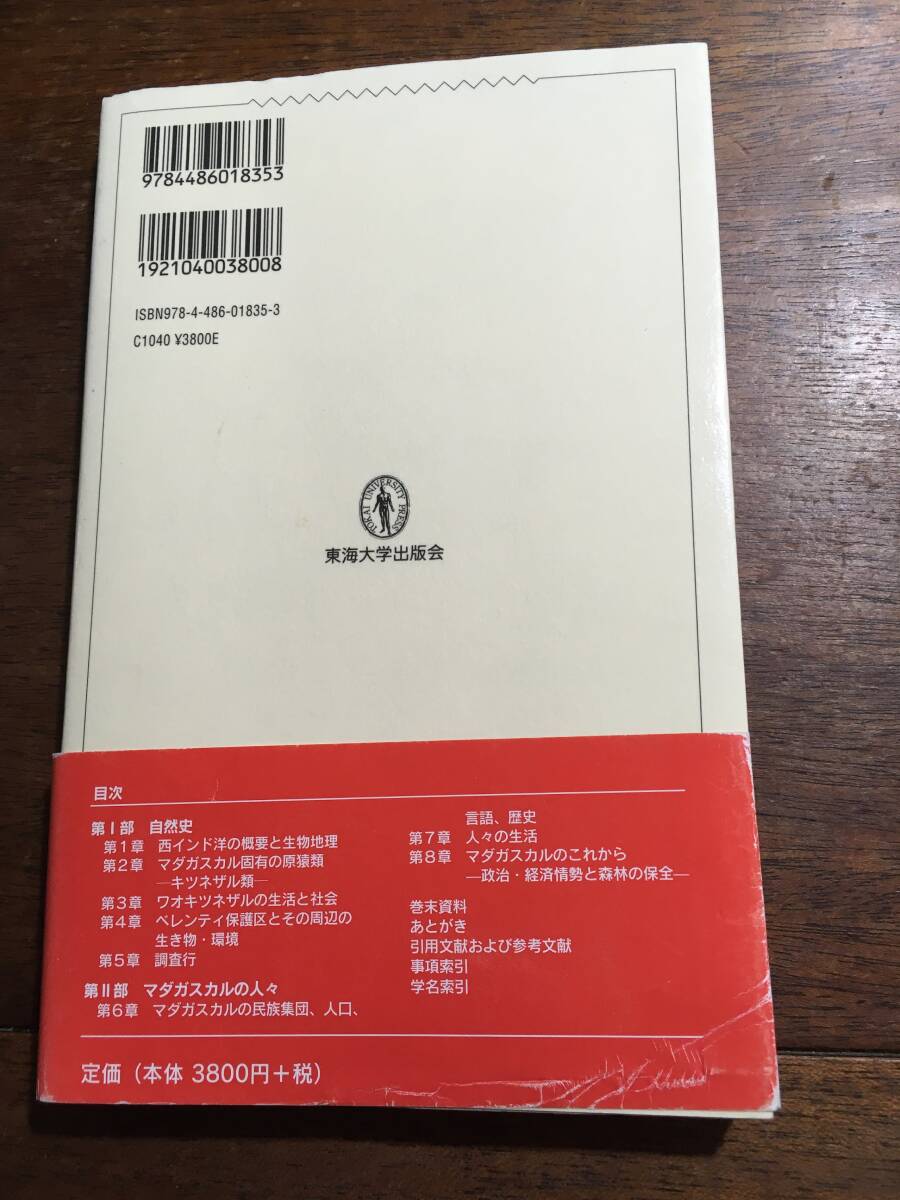 9784486018353
1921040038008
ISBN978-4-486-01835-3
C1040 ¥3800E
TOKAI UNIVERSITY PRESS
東海大学出版会
目次
第Ⅰ部 自然史
第1章 西インド洋の概要と生物地理
第2章 マダガスカル固有の原猿類
―キツネザル類―
第3章 ワオキツネザルの生活と社会
第4章 ベレンティ保護区とその周辺の
生き物・環境
第5章 調査行
第Ⅱ部 マダガスカルの人々
第6章 マダガスカルの民族集団、人口、
言語、歴史
第7章 人々の生活
第8章 マダガスカルのこれから
―政治・経済情勢と森林の保全―
巻末資料
あとがき
引用文献および参考文献
事項索引
学名索引
定価（本体 3800円＋税）